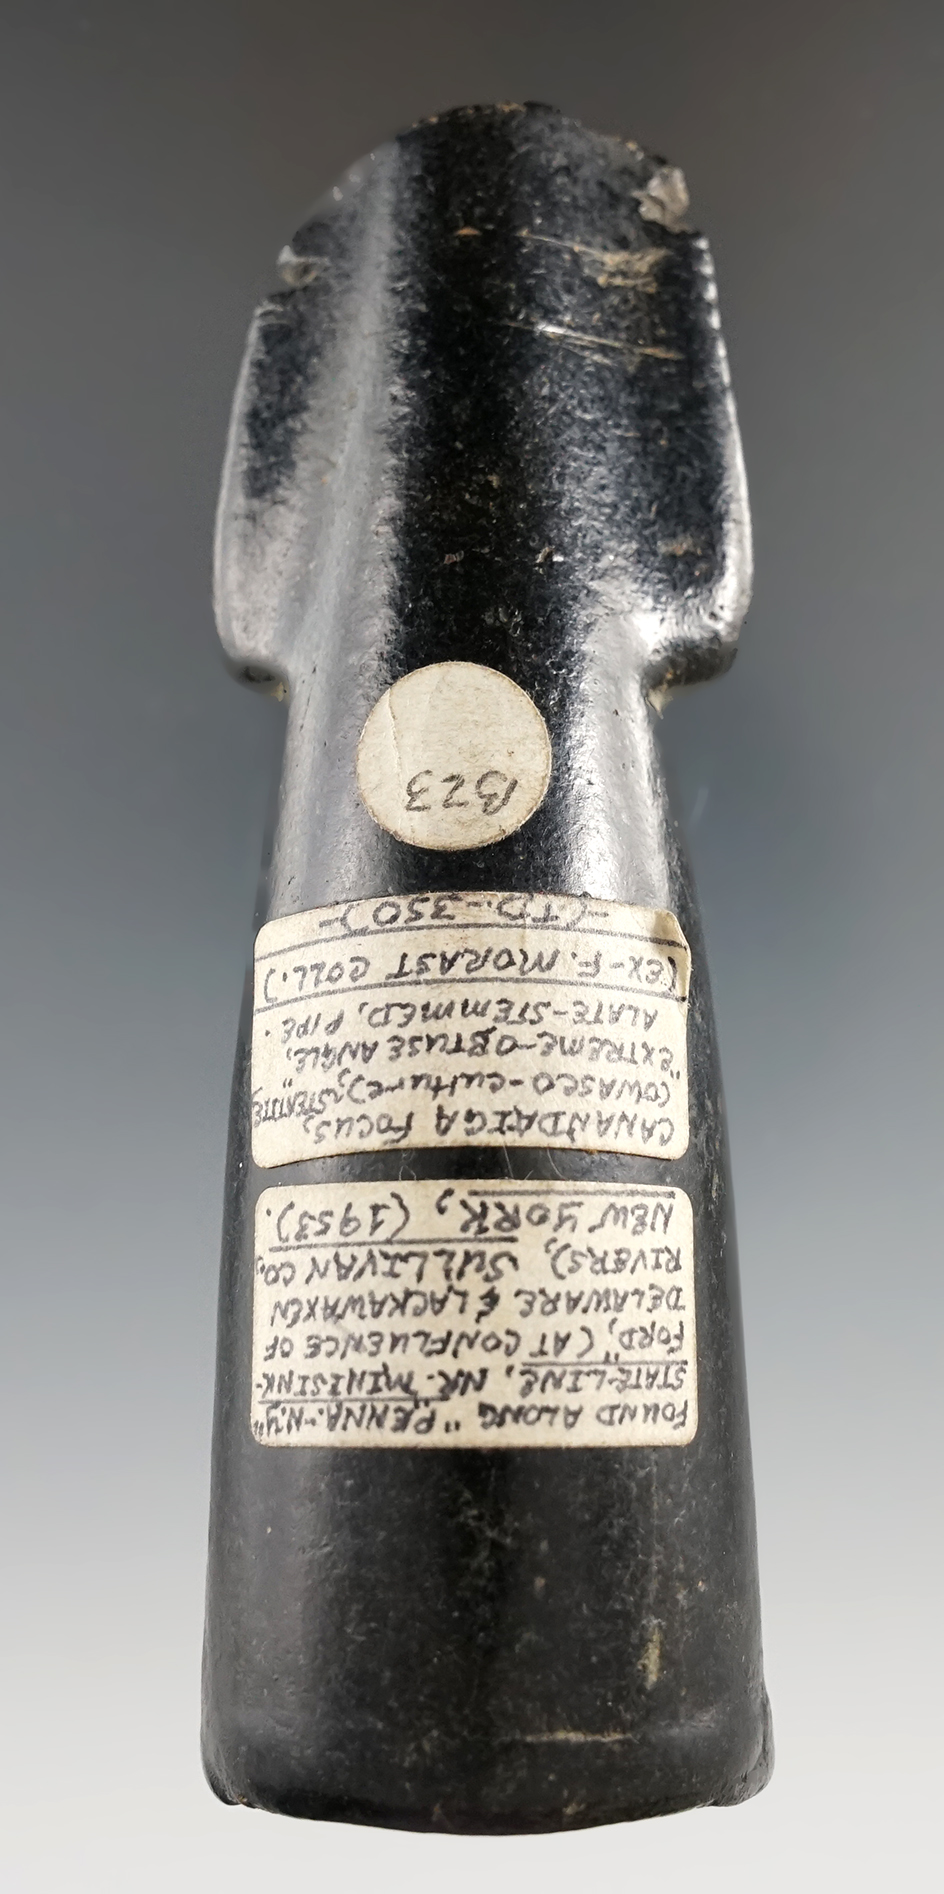 FOUND ALONG "PENNA.-N.Y."
STATE-LINE, NR. "MINISINK-
FORD," (AT CONFLUENCE OF
DELAWARE & LACKAWAXEN
RIVERS), SULLIVAN CO.,
NEW YORK, (1953).
CANANDAIGA FOCUS,
(OWASCO-culture), STEATITE,
"EXTREME-OBTUSE ANGLE,"
ALATE-STEMMED, PIPE.
(EX-F. MORAST COLL.)
-(TD.-350)-
BZ3